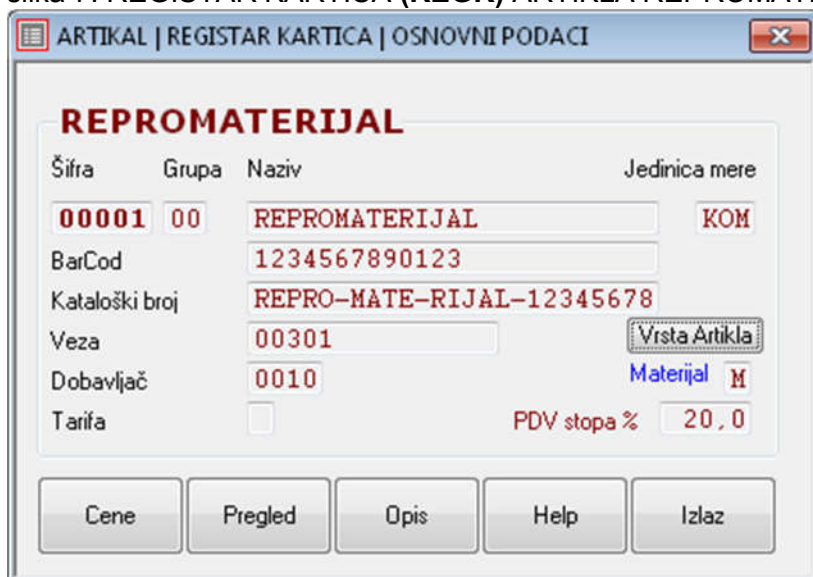 ARTIKAL | REGISTAR KARTICA | OSNOVNI PODACI
REPROMATERIJAL
Šifra Grupa Naziv Jedinica mere
00001 00 REPROMATERIJAL KOM
BarCod 1234567890123
Kataloški broj REPRO-MATE-RIJAL-12345678
Veza 00301 Vrsta Artikla
Dobavljač 0010 Materijal M
Tarifa PDV stopa % 20,0
Cene Pregled Opis Help Izlaz